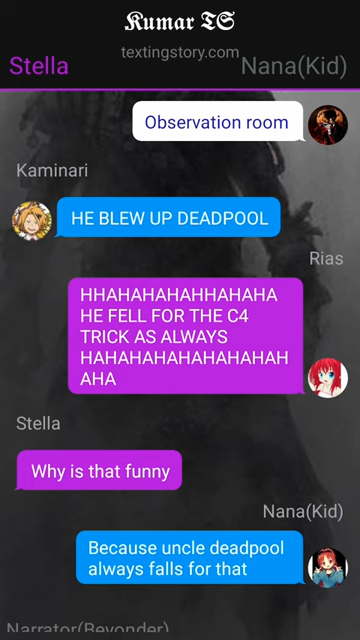 Kumar TS
textingstory.com
Stella
Nana(Kid)
Observation room
Kaminari
HE BLEW UP DEADPOOL
Rias
HHAHAHAHAHHAHAHA
HE FELL FOR THE C4
TRICK AS ALWAYS
HAHAHAHAHAHAHAHAH
AHA
Stella
Why is that funny
Nana(Kid)
Because uncle deadpool
always falls for that
Narrator(Beyonder)